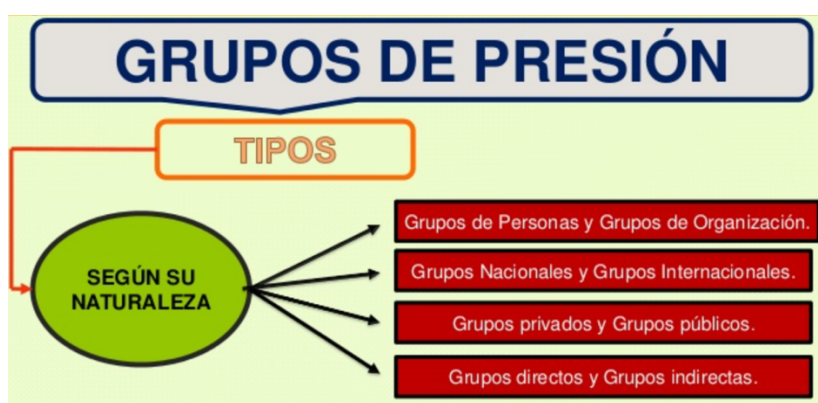 GRUPOS DE PRESIÓN
TIPOS
SEGÚN SU
NATURALEZA
Grupos de Personas y Grupos de Organización.
Grupos Nacionales y Grupos Internacionales.
Grupos privados y Grupos públicos.
Grupos directos y Grupos indirectas.